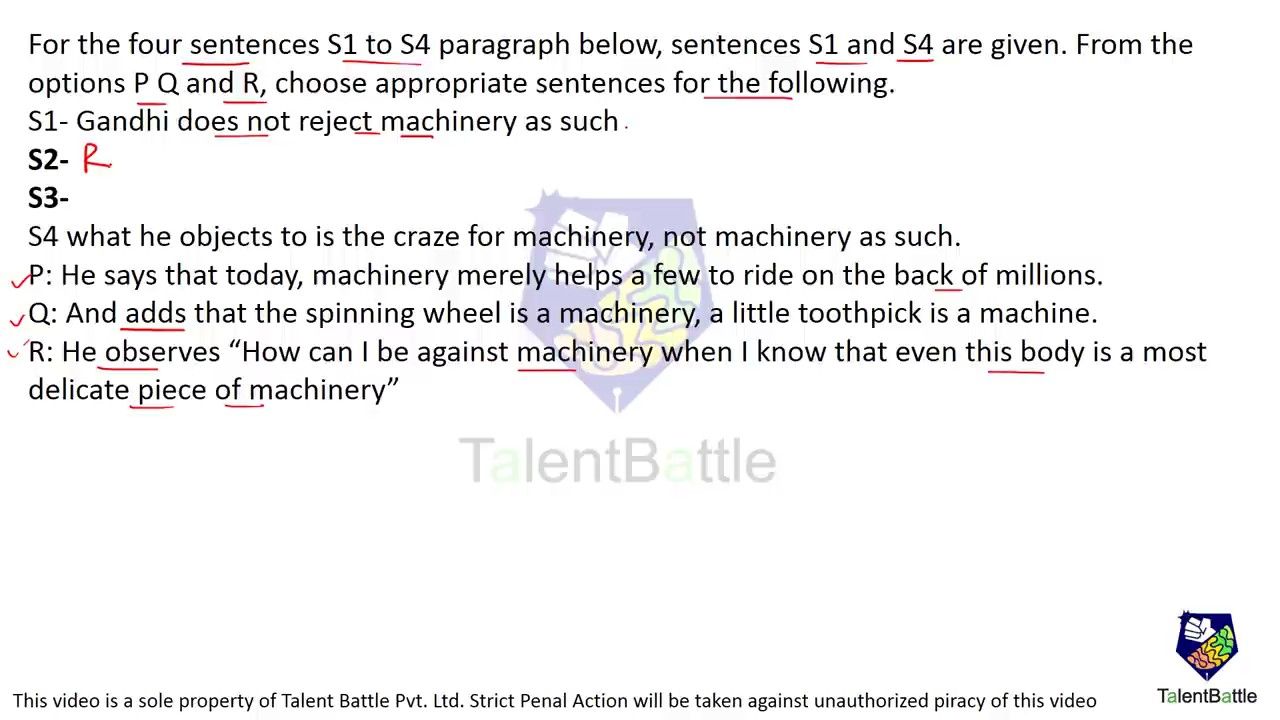 For the four sentences S1 to S4 paragraph below, sentences S1 and S4 are given. From the
options P Q and R, choose appropriate sentences for the following.
S1- Gandhi does not reject machinery as such.
S2- R
S3-
S4 what he objects to is the craze for machinery, not machinery as such.
P: He says that today, machinery merely helps a few to ride on the back of millions.
Q: And adds that the spinning wheel is a machinery, a little toothpick is a machine.
R: He observes “How can I be against machinery when I know that even this body is a most
delicate piece of machinery”
TalentBattle
TalentBattle
This video is a sole property of Talent Battle Pvt. Ltd. Strict Penal Action will be taken against unauthorized piracy of this video